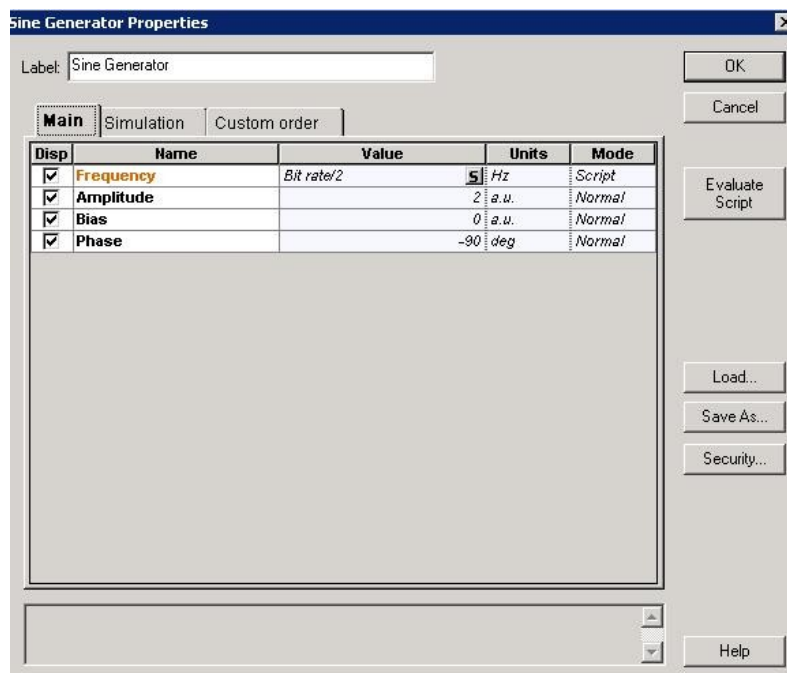 Sine Generator Properties
Label: Sine Generator
OK
Cancel
Main Simulation Custom order
Disp Name Value Units Mode
Frequency Bit rate/2 S Hz Script
Amplitude 2 a.u. Normal
Bias 0 a.u. Normal
Phase -90 deg Normal
Evaluate
Script
Load...
Save As...
Security...
Help